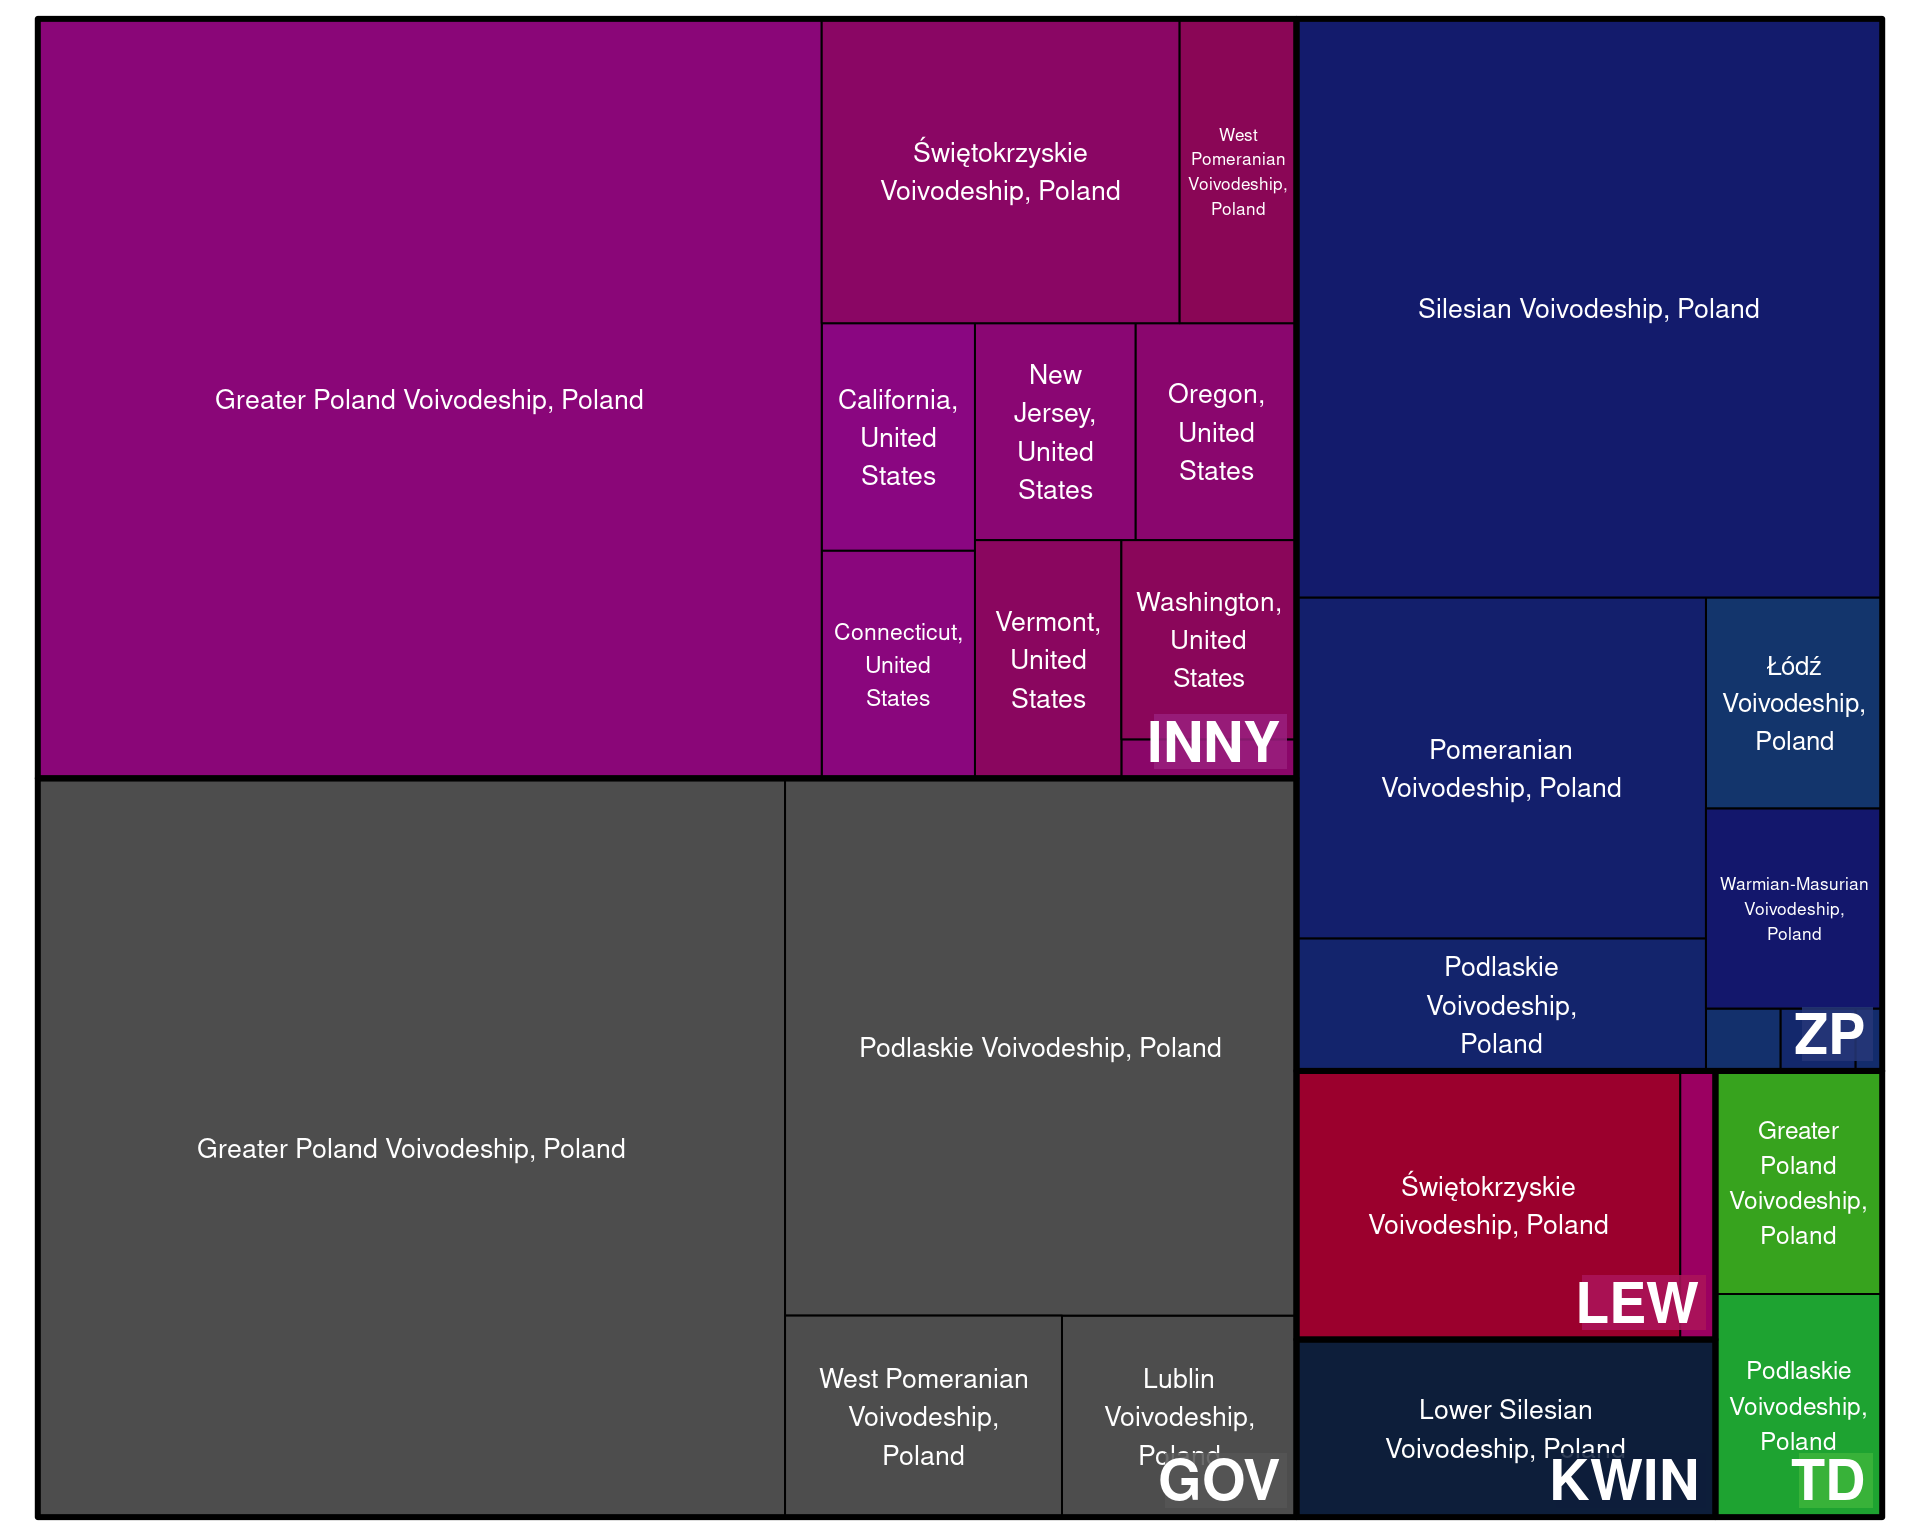 Greater Poland Voivodeship, Poland
Świętokrzyskie
Voivodeship, Poland
West
Pomeranian
Voivodeship,
Poland
California,
United
States
New
Jersey,
United
States
Oregon,
United
States
Connecticut,
United
States
Vermont,
United
States
Washington,
United
States
INNY
Silesian Voivodeship, Poland
Pomeranian
Voivodeship, Poland
Łódź
Voivodeship,
Poland
Warmian-Masurian
Voivodeship,
Poland
Podlaskie
Voivodeship,
Poland
ZP
Greater Poland Voivodeship, Poland
Podlaskie Voivodeship, Poland
West Pomeranian
Voivodeship,
Poland
Lublin
Voivodeship,
Poland
GOV
Świętokrzyskie
Voivodeship, Poland
LEW
Lower Silesian
Voivodeship, Poland
KWIN
Greater
Poland
Voivodeship,
Poland
Podlaskie
Voivodeship,
Poland
TD